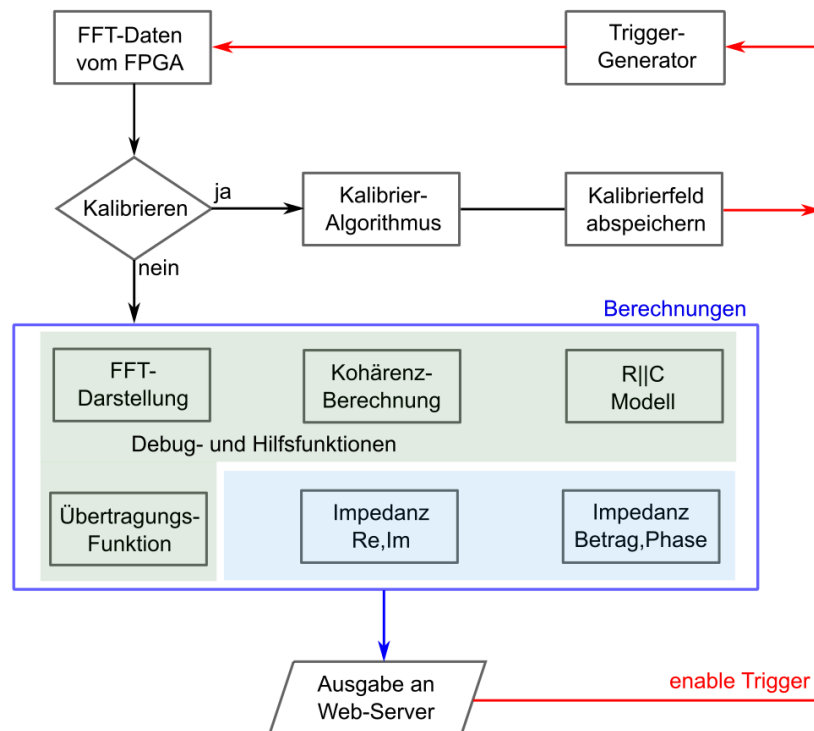 FFT-Daten
vom FPGA
Trigger-
Generator
Kalibrieren
ja
Kalibrier-
Algorithmus
Kalibrierfeld
abspeichern
nein
Berechnungen
FFT-
Darstellung
Kohärenz-
Berechnung
R||C
Modell
Debug- und Hilfsfunktionen
Übertragungs-
Funktion
Impedanz
Re,Im
Impedanz
Betrag,Phase
Ausgabe an
Web-Server
enable Trigger